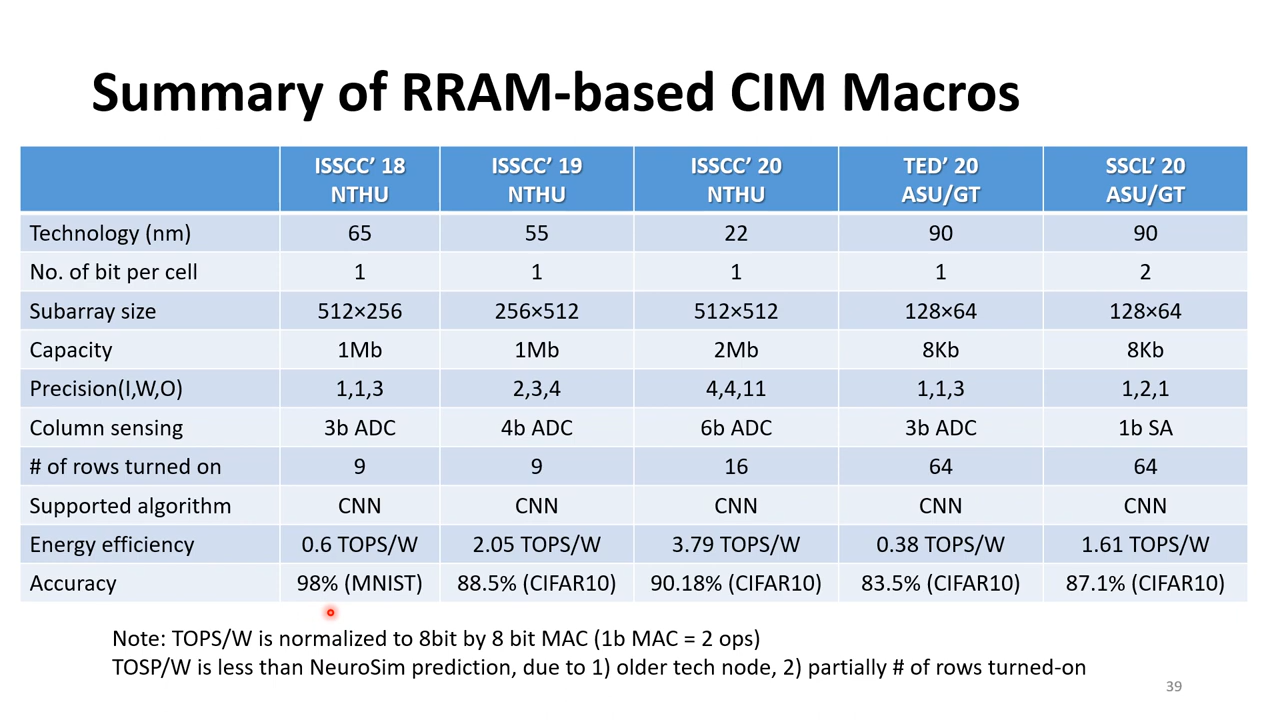 Summary of RRAM-based CIM Macros
ISSCC’ 18 NTHU ISSCC’ 19 NTHU ISSCC’ 20 NTHU TED’ 20 ASU/GT SSCL’ 20 ASU/GT
Technology (nm) 65 55 22 90 90
No. of bit per cell 1 1 1 1 2
Subarray size 512×256 256×512 512×512 128×64 128×64
Capacity 1Mb 1Mb 2Mb 8Kb 8Kb
Precision(I,W,O) 1,1,3 2,3,4 4,4,11 1,1,3 1,2,1
Column sensing 3b ADC 4b ADC 6b ADC 3b ADC 1b SA
# of rows turned on 9 9 16 64 64
Supported algorithm CNN CNN CNN CNN CNN
Energy efficiency 0.6 TOPS/W 2.05 TOPS/W 3.79 TOPS/W 0.38 TOPS/W 1.61 TOPS/W
Accuracy 98% (MNIST) 88.5% (CIFAR10) 90.18% (CIFAR10) 83.5% (CIFAR10) 87.1% (CIFAR10)
Note: TOPS/W is normalized to 8bit by 8 bit MAC (1b MAC = 2 ops)
TOSP/W is less than NeuroSim prediction, due to 1) older tech node, 2) partially # of rows turned-on
39